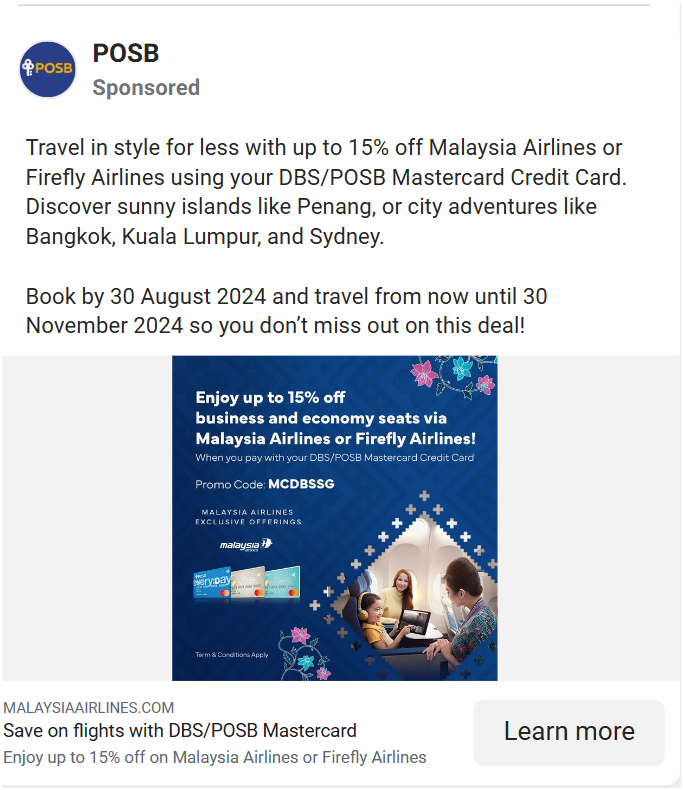 POSB
POSB
Sponsored
Travel in style for less with up to 15% off Malaysia Airlines or
Firefly Airlines using your DBS/POSB Mastercard Credit Card.
Discover sunny islands like Penang, or city adventures like
Bangkok, Kuala Lumpur, and Sydney.
Book by 30 August 2024 and travel from now until 30
November 2024 so you don’t miss out on this deal!
Enjoy up to 15% off
business and economy seats via
Malaysia Airlines or Firefly Airlines!
When you pay with your DBS/POSB Mastercard Credit Card
Promo Code: MCDBSSG
MALAYSIA AIRLINES
EXCLUSIVE OFFERINGS
malaysia
airlines
POSB
everyday
Term & Conditions Apply
MALAYSIAAIRLINES.COM
Save on flights with DBS/POSB Mastercard
Enjoy up to 15% off on Malaysia Airlines or Firefly Airlines
Learn more